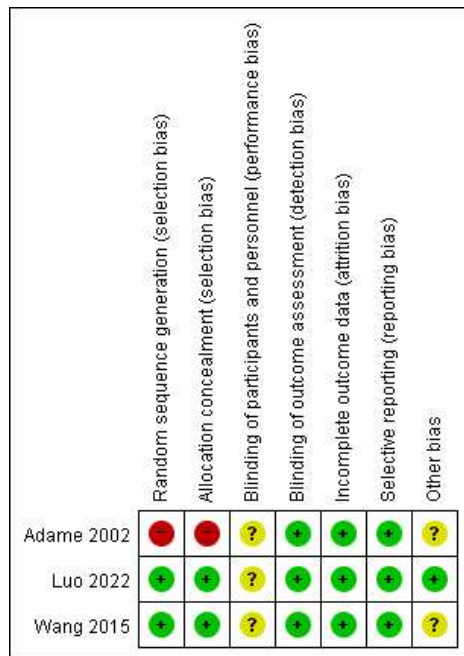 Random sequence generation (selection bias)
Allocation concealment (selection bias)
Blinding of participants and personnel (performance bias)
Blinding of outcome assessment (detection bias)
Incomplete outcome data (attrition bias)
Selective reporting (reporting bias)
Other bias
Adame 2002 - - ? + + + ?
Luo 2022 + + ? + + + +
Wang 2015 + + ? + + + ?